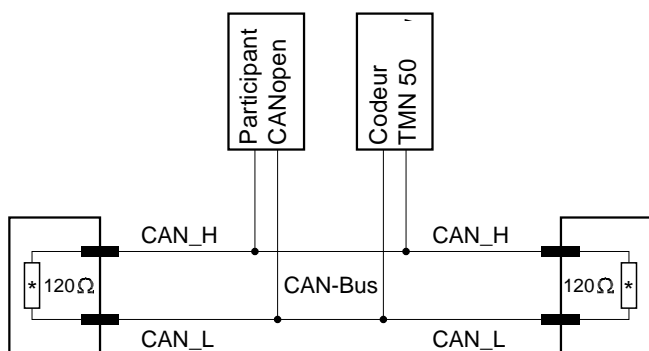 Participant
CANopen
Codeur
TMN 50
CAN_H
CAN_H
* 120Ω
CAN-Bus
120Ω *
CAN_L
CAN_L